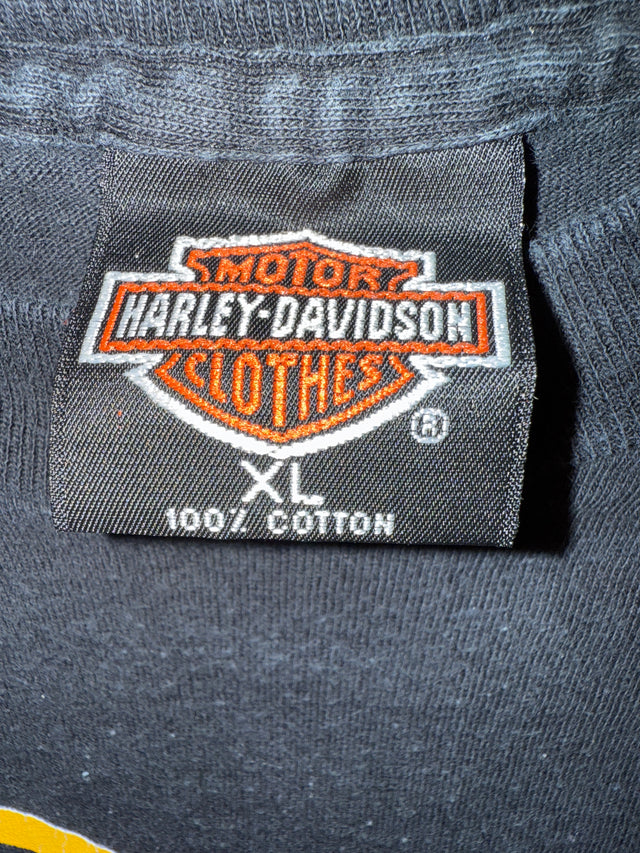 MOTOR
HARLEY-DAVIDSON
CLOTHES
®
XL
100% COTTON